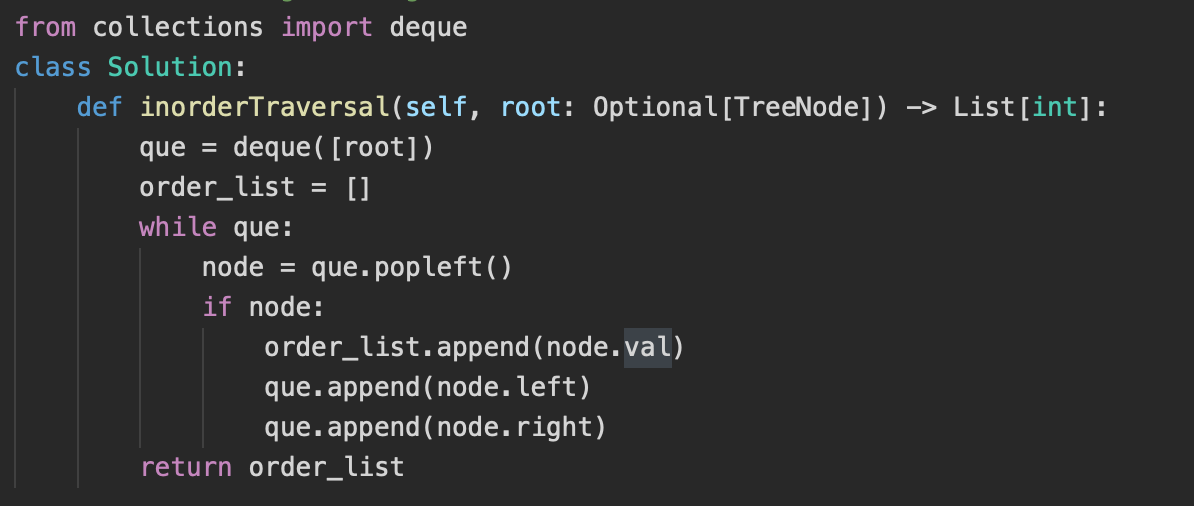 from collections import deque
class Solution:
    def inorderTraversal(self, root: Optional[TreeNode]) -> List[int]:
        que = deque([root])
        order_list = []
        while que:
            node = que.popleft()
            if node:
                order_list.append(node.val)
                que.append(node.left)
                que.append(node.right)
        return order_list